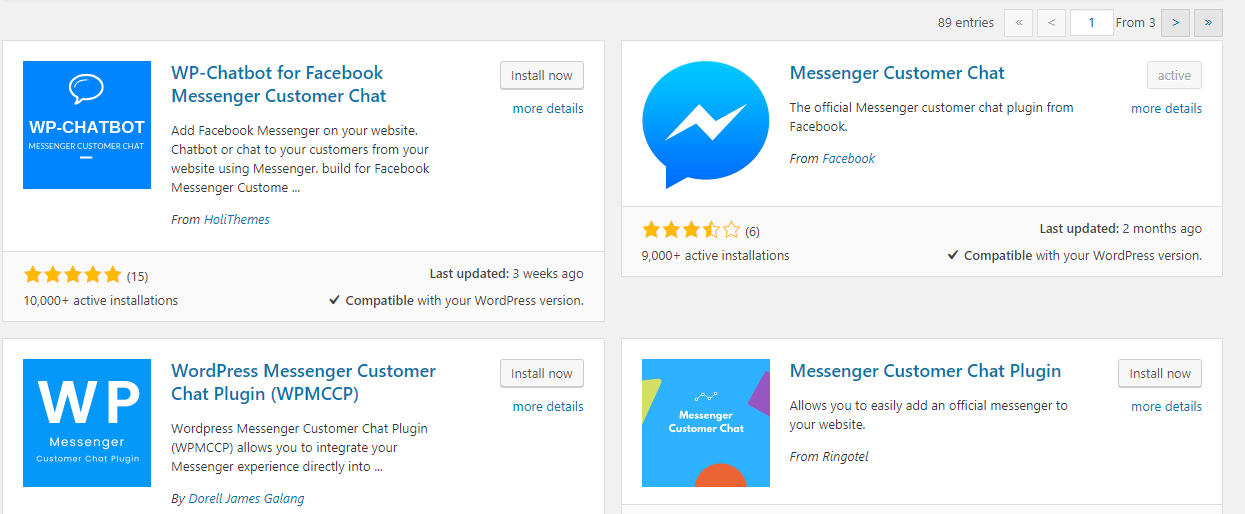 89 entries « < 1 From 3 > »
WP-CHATBOT
MESSENGER CUSTOMER CHAT
WP-Chatbot for Facebook
Messenger Customer Chat
Install now
more details
Add Facebook Messenger on your website.
Chatbot or chat to your customers from your
website using Messenger. build for Facebook
Messenger Custome ...
From HoliThemes
(15)
Last updated: 3 weeks ago
10,000+ active installations
Compatible with your WordPress version.
Messenger Customer Chat
active
more details
The official Messenger customer chat plugin from
Facebook.
From Facebook
(6)
Last updated: 2 months ago
9,000+ active installations
Compatible with your WordPress version.
WP
Messenger
Customer Chat Plugin
WordPress Messenger Customer
Chat Plugin (WPMCCP)
Install now
more details
Wordpress Messenger Customer Chat Plugin
(WPMCCP) allows you to integrate your
Messenger experience directly into ...
By Dorell James Galang
Messenger
Customer Chat
Messenger Customer Chat Plugin
Install now
more details
Allows you to easily add an official messenger to
your website.
From Ringotel